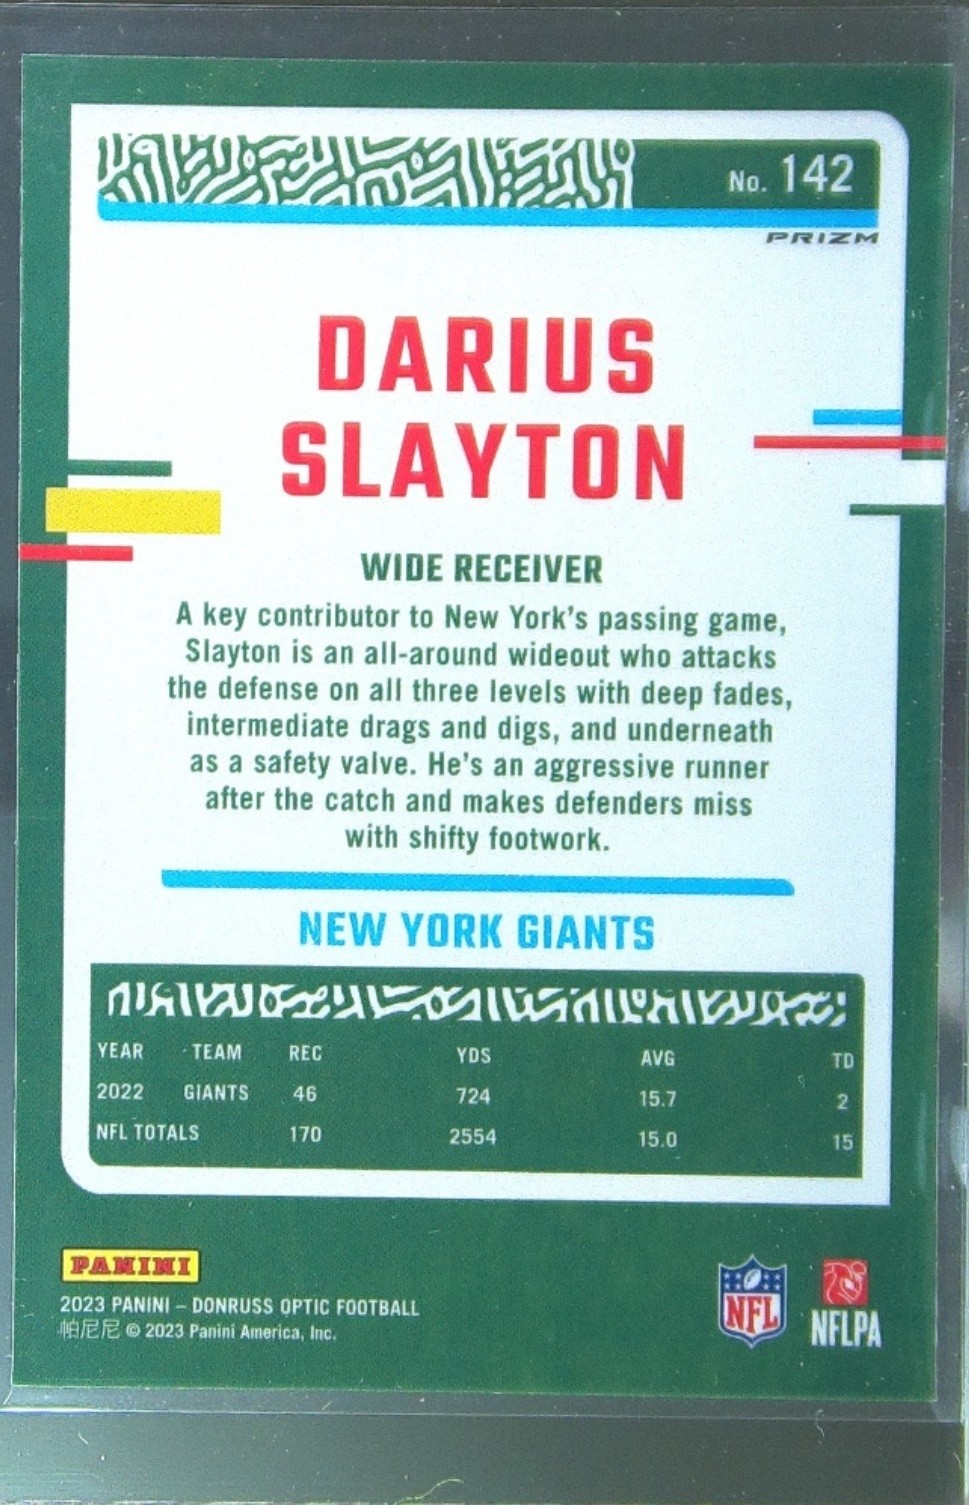 No. 142
PRIZM
DARIUS
SLAYTON
WIDE RECEIVER
A key contributor to New York's passing game,
Slayton is an all-around wideout who attacks
the defense on all three levels with deep fades,
intermediate drags and digs, and underneath
as a safety valve. He's an aggressive runner
after the catch and makes defenders miss
with shifty footwork.
NEW YORK GIANTS
YEAR TEAM REC YDS AVG TD
2022 GIANTS 46 724 15.7 2
NFL TOTALS 170 2554 15.0 15
PANINI
2023 PANINI – DONRUSS OPTIC FOOTBALL
帕尼尼 © 2023 Panini America, Inc.
NFL
NFLPA